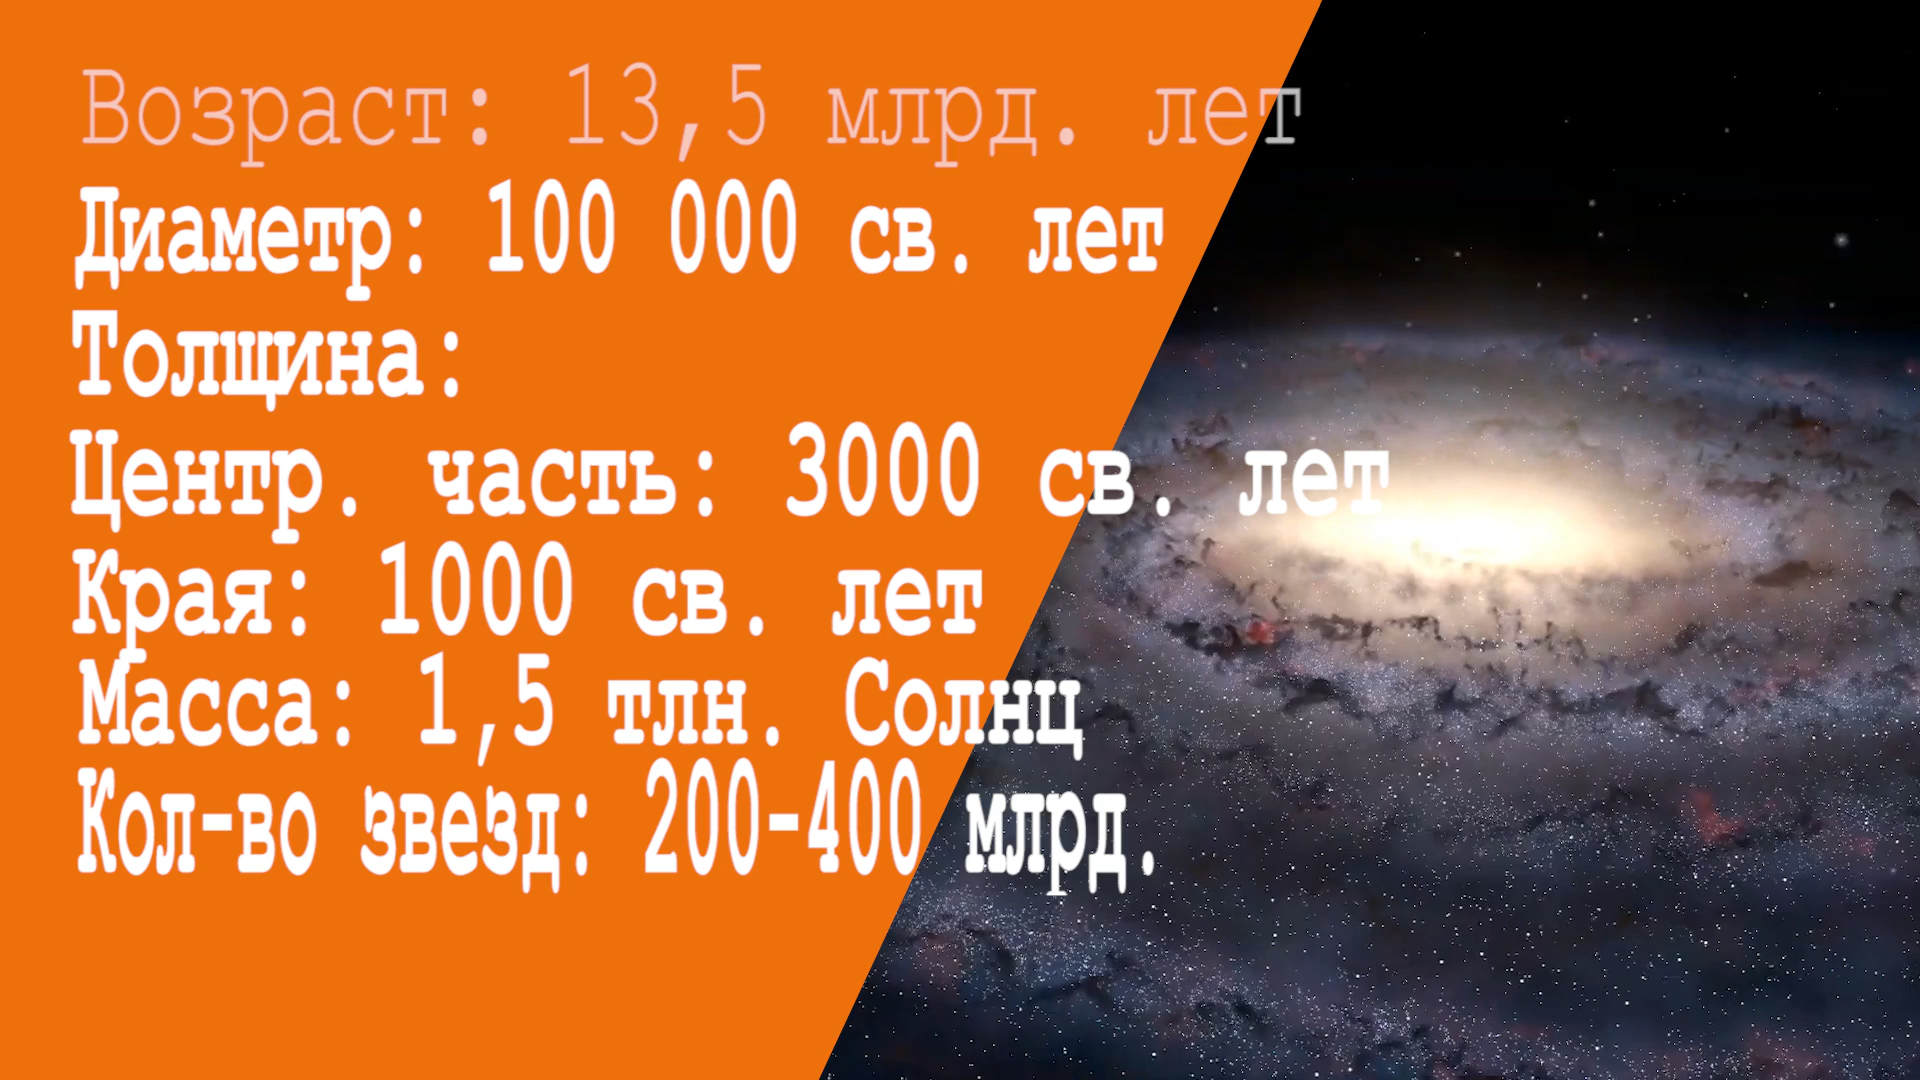 Возраст: 13,5 млрд. лет
Диаметр: 100 000 св. лет
Толщина:
Центр. часть: 3000 св. лет
Края: 1000 св. лет
Масса: 1,5 тлн. Солнц
Кол-во звезд: 200-400 млрд.